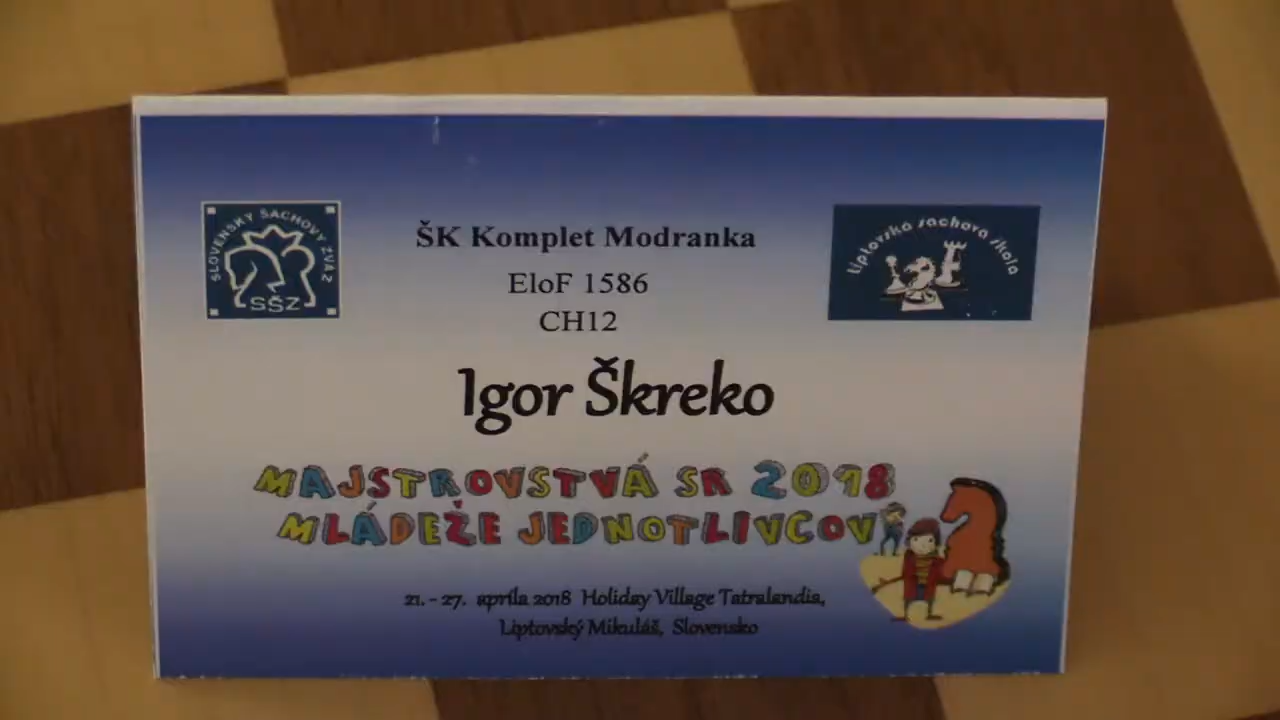 SLOVENSKÝ ŠACHOVÝ ZVÄZ
SŠZ
ŠK Komplet Modranka
EloF 1586
CH12
liptovská šachová škola
Igor Škreko
MAJSTROVSTVÁ SR 2018
MLÁDEŽE JEDNOTLIVCOV
21. - 27. apríla 2018 Holiday Village Tatralandia,
Liptovský Mikuláš, Slovensko